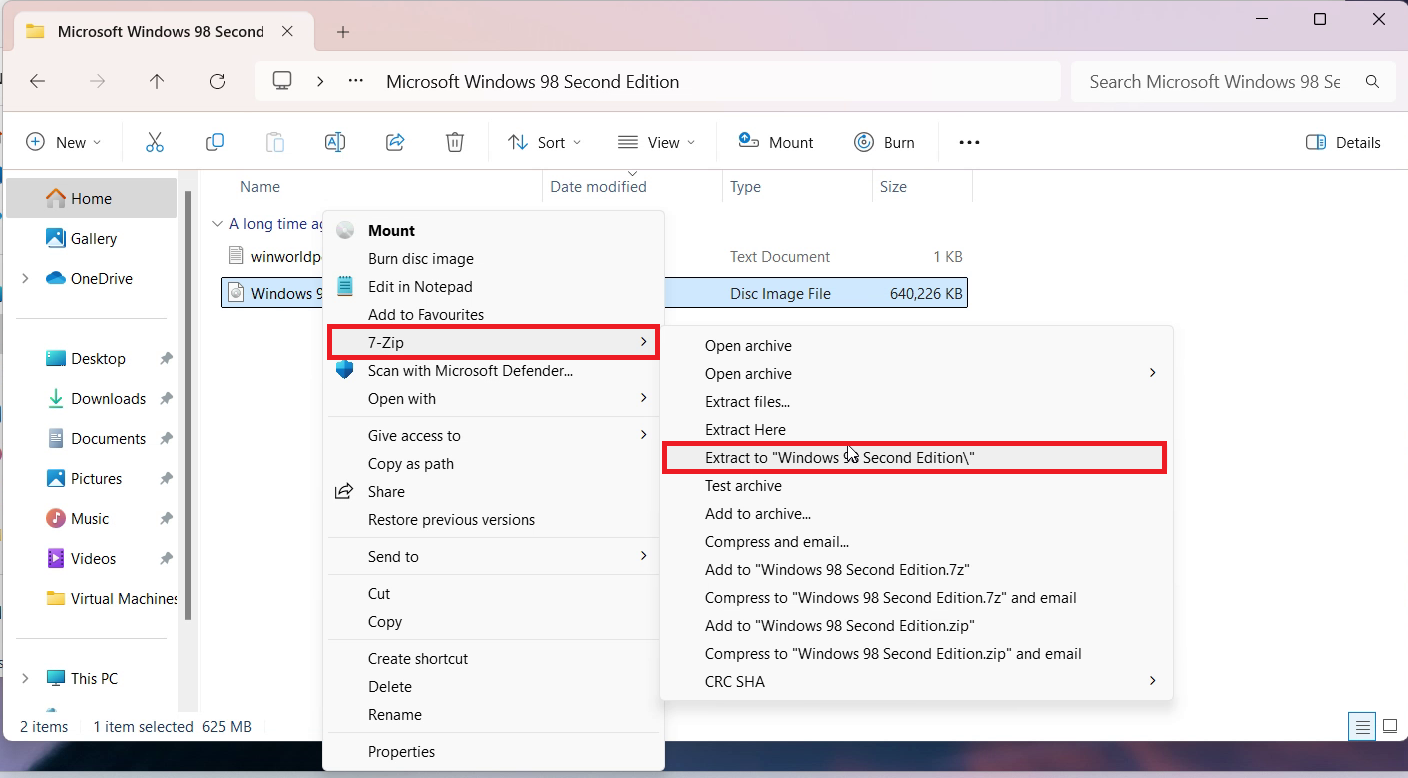 Microsoft Windows 98 Second
Microsoft Windows 98 Second Edition
Search Microsoft Windows 98 Se
New
Sort
View
Mount
Burn
Details
Name
Date modified
Type
Size
Home
Gallery
OneDrive
Desktop
Downloads
Documents
Pictures
Music
Videos
Virtual Machines
This PC
A long time ag
winworldp
Text Document
1 KB
Windows 9
Disc Image File
640,226 KB
Mount
Burn disc image
Edit in Notepad
Add to Favourites
7-Zip
Scan with Microsoft Defender...
Open with
Give access to
Copy as path
Share
Restore previous versions
Send to
Cut
Copy
Create shortcut
Delete
Rename
Properties
Open archive
Open archive
Extract files...
Extract Here
Extract to "Windows 98 Second Edition\"
Test archive
Add to archive...
Compress and email...
Add to "Windows 98 Second Edition.7z"
Compress to "Windows 98 Second Edition.7z" and email
Add to "Windows 98 Second Edition.zip"
Compress to "Windows 98 Second Edition.zip" and email
CRC SHA
2 items
1 item selected 625 MB